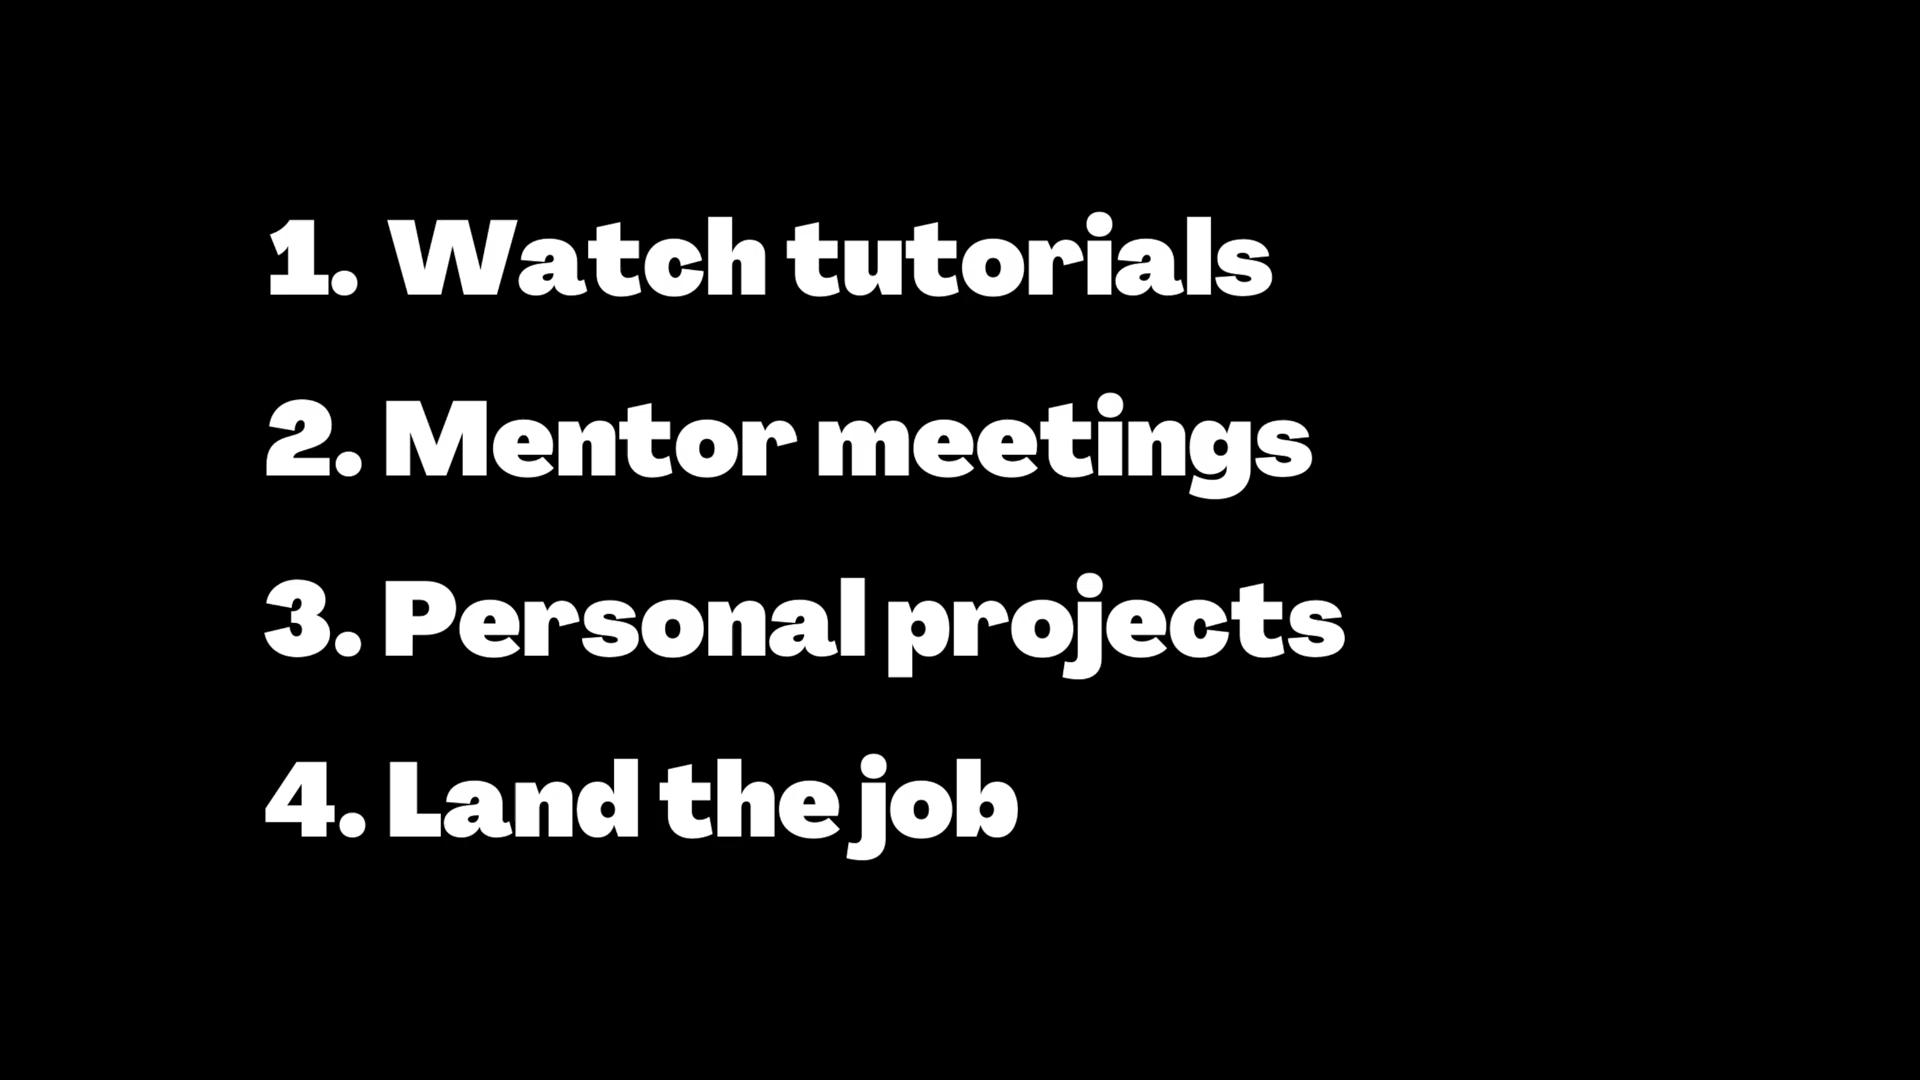 1. Watch tutorials
2. Mentor meetings
3. Personal projects
4. Land the job